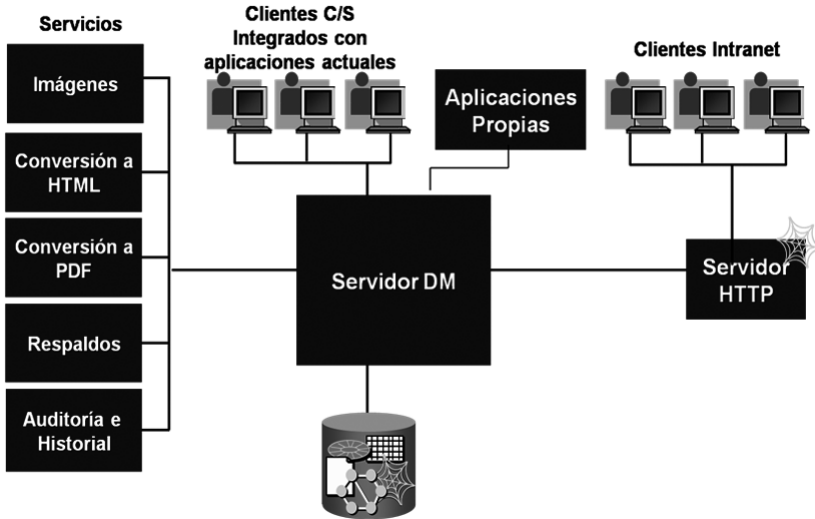 Servicios
Imágenes
Conversión a
HTML
Conversión a
PDF
Respaldos
Auditoría e
Historial
Clientes C/S
Integrados con
aplicaciones actuales
Aplicaciones
Propias
Servidor DM
Clientes Intranet
Servidor
HTTP